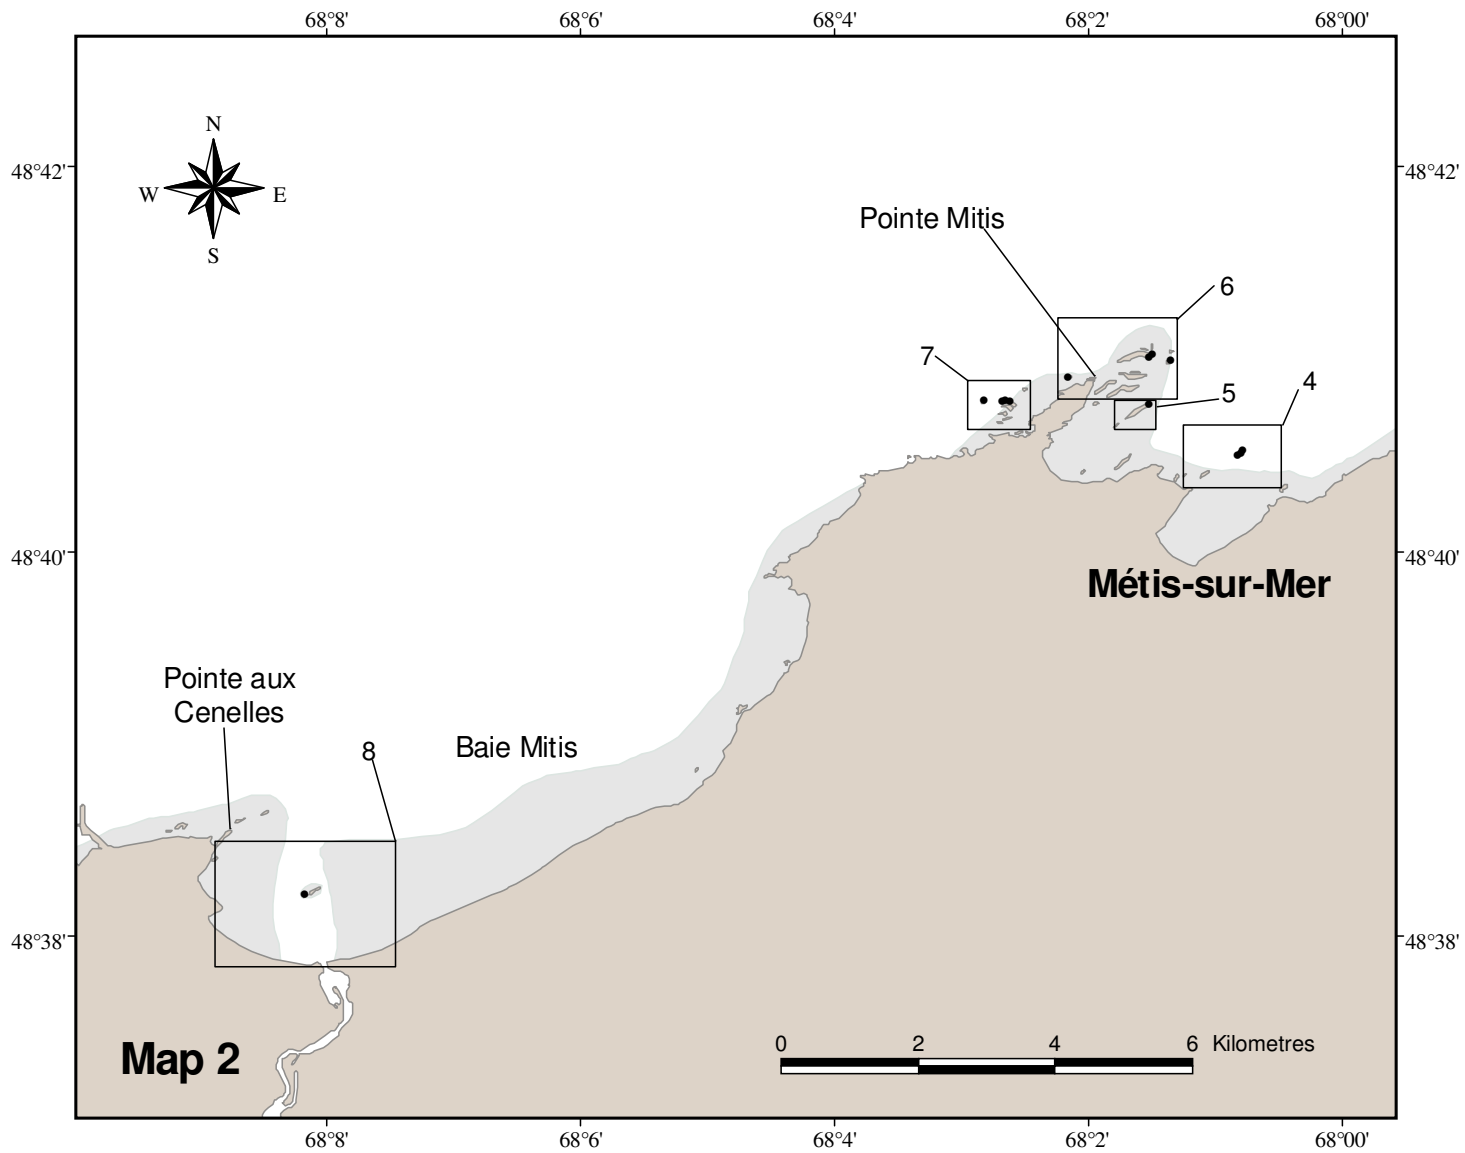 68°8' 68°6' 68°4' 68°2' 68°00'
N
48°42' 48°42'
W E
Pointe Mitis
S
6
7
4
5
48°40' 48°40'
Métis-sur-Mer
Pointe aux
Cenelles
8 Baie Mitis
48°38' 48°38'
0 2 4 6 Kilometres
Map 2
68°8' 68°6' 68°4' 68°2' 68°00'